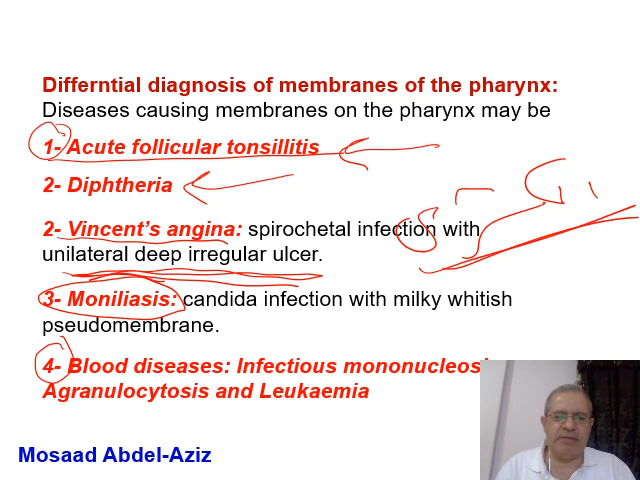 Differntial diagnosis of membranes of the pharynx:
Diseases causing membranes on the pharynx may be
1- Acute follicular tonsillitis
2- Diphtheria
2- Vincent's angina: spirochetal infection with
unilateral deep irregular ulcer.
3- Moniliasis: candida infection with milky whitish
pseudomembrane.
4- Blood diseases: Infectious
Agranulocytosis and Leukaemia
Mosaad Abdel-Aziz